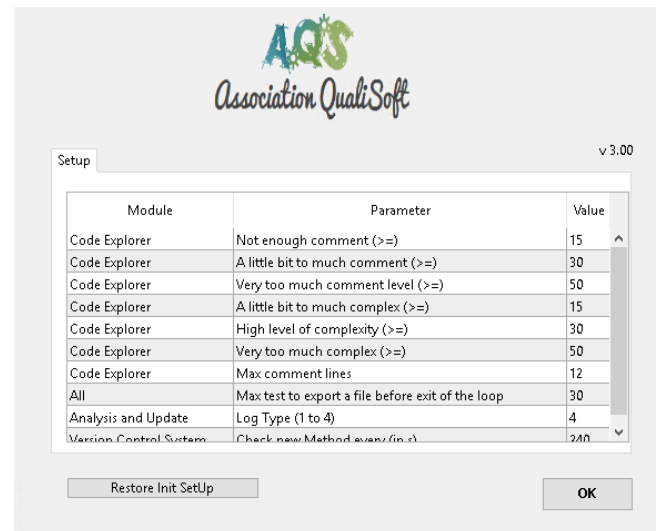 AQS
Association QualiSoft
v 3.00
Setup
Module Parameter Value
Code Explorer Not enough comment (>=) 15
Code Explorer A little bit to much comment (>=) 30
Code Explorer Very too much comment level (>=) 50
Code Explorer A little bit to much complex (>=) 15
Code Explorer High level of complexity (>=) 30
Code Explorer Very too much complex (>=) 50
Code Explorer Max comment lines 12
All Max test to export a file before exit of the loop 30
Analysis and Update Log Type (1 to 4) 4
Version Control System Check new Method every (in s) 240
Restore Init SetUp OK